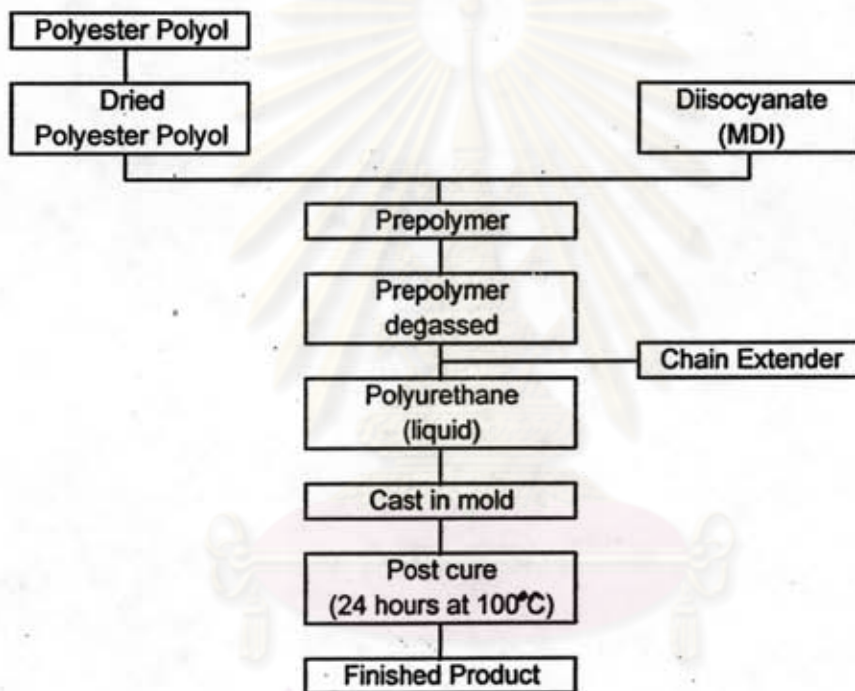 Polyester Polyol
Dried
Polyester Polyol
Diisocyanate
(MDI)
Prepolymer
Prepolymer
degassed
Chain Extender
Polyurethane
(liquid)
Cast in mold
Post cure
(24 hours at 100°C)
Finished Product